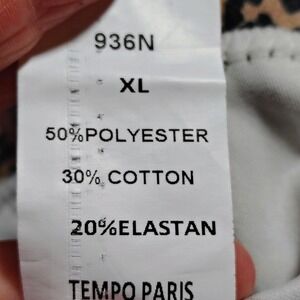 936N
XL
50%POLYESTER
30% COTTON
20%ELASTAN
TEMPO PARIS